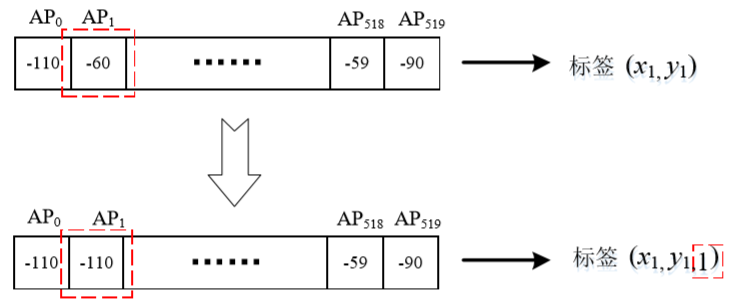 AP₀ AP₁ AP₅₁₈ AP₅₁₉
-110 -60 ...... -59 -90 标签 (x₁, y₁)
AP₀ AP₁ AP₅₁₈ AP₅₁₉
-110 -110 ...... -59 -90 标签 (x₁, y₁,1)